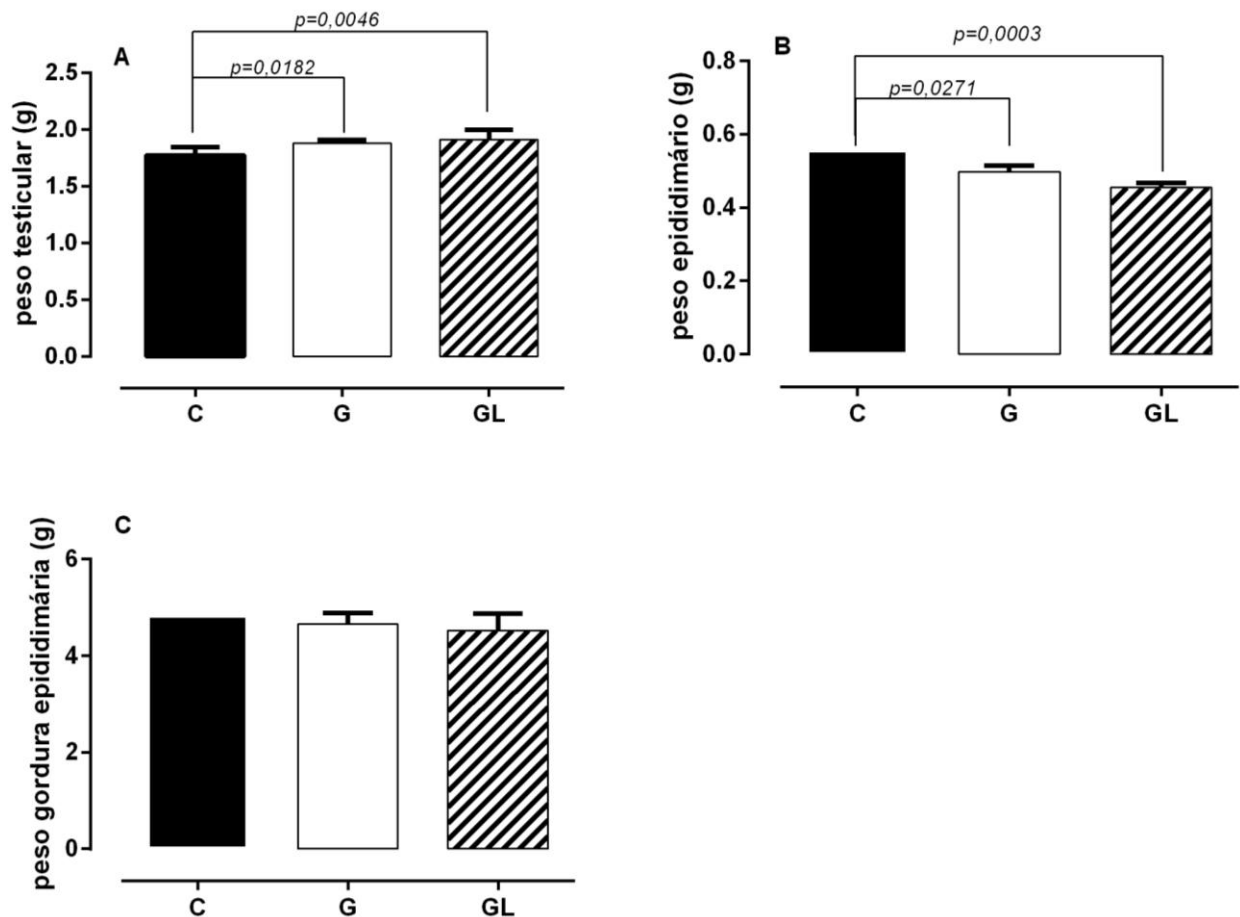 A
p=0,0046
p=0,0182
peso testicular (g)
2.5
2.0
1.5
1.0
0.5
0.0
C G GL
B
p=0,0003
p=0,0271
peso epididimário (g)
0.8
0.6
0.4
0.2
0.0
C G GL
C
peso gordura epididimária (g)
6
4
2
0
C G GL